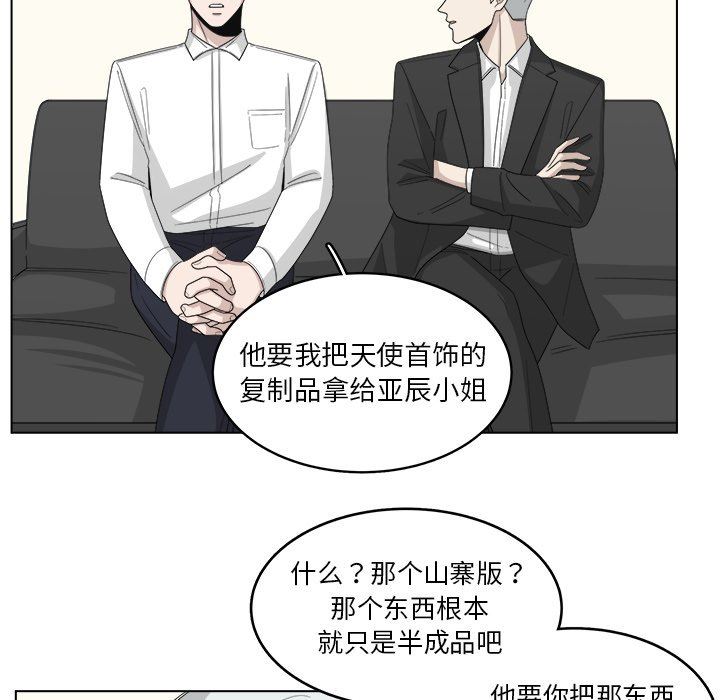 他要我把天使首饰的
复制品拿给亚辰小姐
什么？那个山寨版？
那个东西根本
就只是半成品吧
他要你把那东西